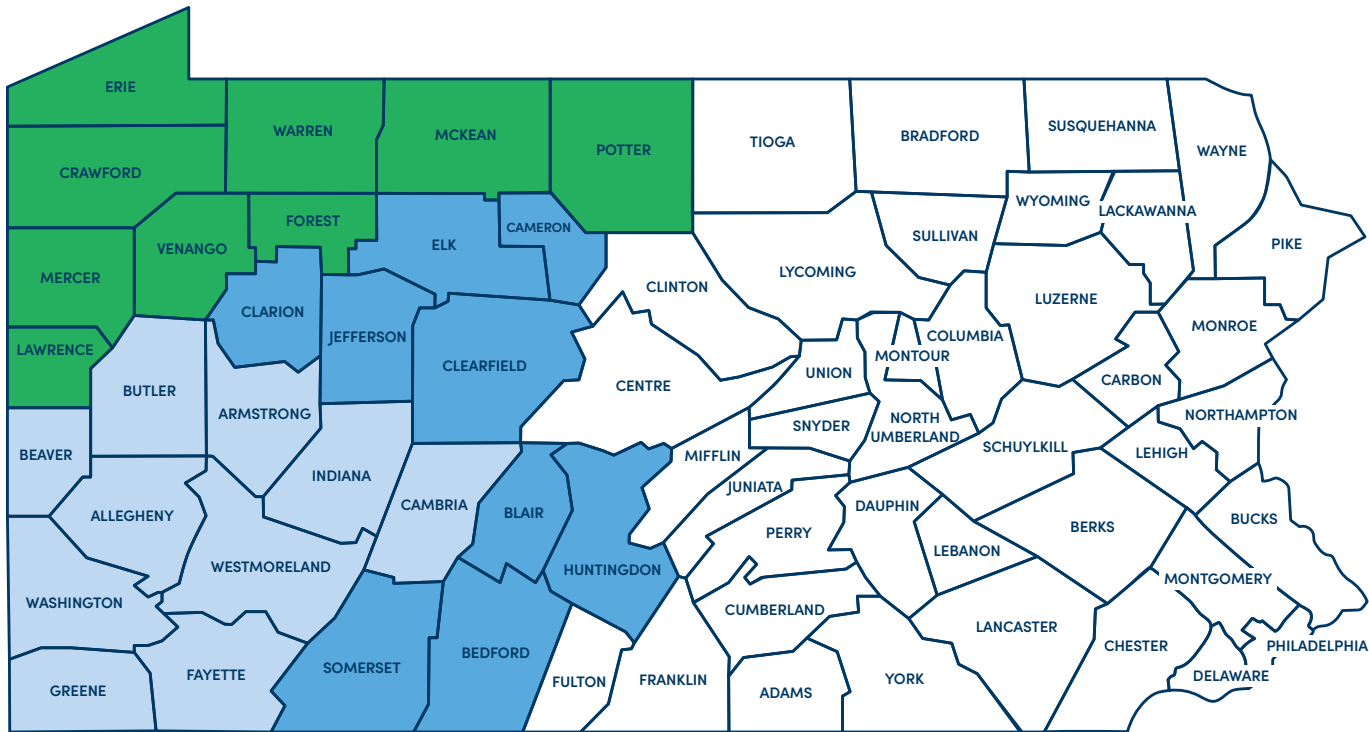 ERIE
WARREN
MCKEAN
POTTER
TIOGA
BRADFORD
SUSQUEHANNA
WAYNE
CRAWFORD
WYOMING
LACKAWANNA
FOREST
CAMERON
SULLIVAN
PIKE
VENANGO
ELK
MERCER
LYCOMING
CLINTON
LUZERNE
CLARION
MONROE
JEFFERSON
COLUMBIA
LAWRENCE
MONTOUR
CLEARFIELD
UNION
CARBON
CENTRE
BUTLER
ARMSTRONG
NORTHAMPTON
NORTH
UMBERLAND
SNYDER
SCHUYLKILL
LEHIGH
BEAVER
MIFFLIN
INDIANA
JUNIATA
CAMBRIA
DAUPHIN
BLAIR
ALLEGHENY
BUCKS
BERKS
PERRY
LEBANON
WESTMORELAND
HUNTINGDON
MONTGOMERY
WASHINGTON
CUMBERLAND
LANCASTER
CHESTER
PHILADELPHIA
BEDFORD
SOMERSET
FAYETTE
DELAWARE
FULTON
FRANKLIN
YORK
GREENE
ADAMS